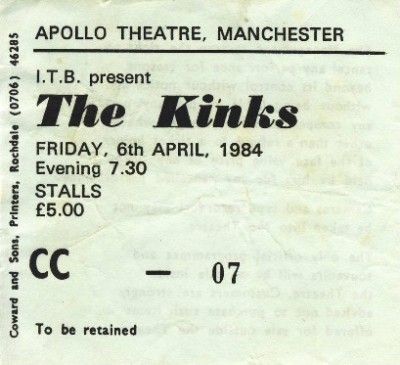 APOLLO THEATRE, MANCHESTER
I.T.B. present
The Kinks
FRIDAY, 6th APRIL, 1984
Evening 7.30
STALLS
£5.00
CC — 07
To be retained
Coward and Sons, Printers, Rochdale (0706) 46285